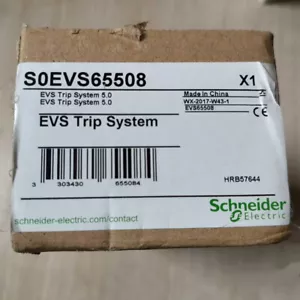 S0EVS65508
X1
EVS Trip System 5.0
EVS Trip System 5.0
Made in China
WX-2017-W43-1
EVS65508
EVS Trip System
CE
3 303430 655084
HRB57644
schneider-electric.com/contact
Schneider
Electric